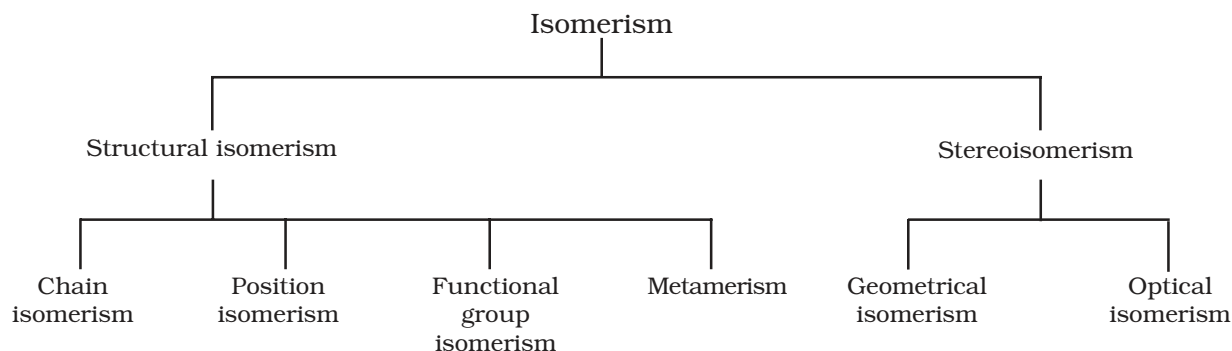 Isomerism
Structural isomerism
Stereoisomerism
Chain
isomerism
Position
isomerism
Functional
group
isomerism
Metamerism
Geometrical
isomerism
Optical
isomerism